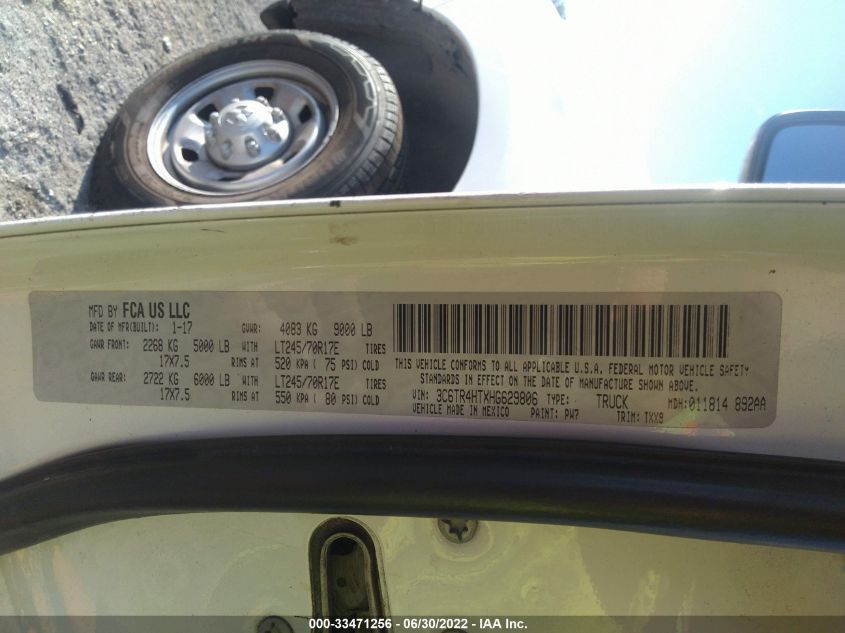 MFD BY FCA US LLC
DATE OF MFR(BUILT): 1-17 GVWR: 4083 KG 9000 LB
GAWR FRONT: 2268 KG 5000 LB WITH LT245/70R17E TIRES
17X7.5 RIMS AT 520 KPA ( 75 PSI) COLD
GAWR REAR: 2722 KG 6000 LB WITH LT245/70R17E TIRES
17X7.5 RIMS AT 550 KPA ( 80 PSI) COLD
THIS VEHICLE CONFORMS TO ALL APPLICABLE U.S.A. FEDERAL MOTOR VEHICLE SAFETY
STANDARDS IN EFFECT ON THE DATE OF MANUFACTURE SHOWN ABOVE.
VIN: 3C6TR4HTXHG629806 TYPE: TRUCK MDH: 011814 892AA
VEHICLE MADE IN MEXICO PAINT: PW7 TRIM: TXX8
000-33471256 - 06/30/2022 - IAA Inc.